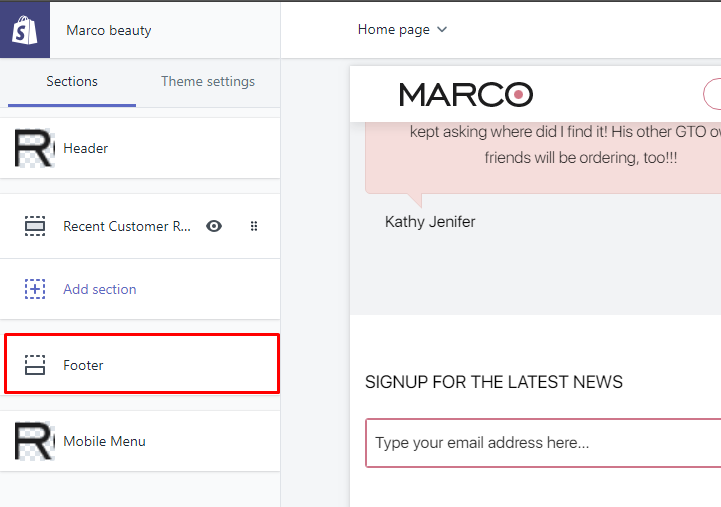 Marco beauty
Home page
Sections
Theme settings
Header
Recent Customer R...
Add section
Footer
Mobile Menu
MARCO
kept asking where did I find it! His other GTO ow
friends will be ordering, too!!!
Kathy Jenifer
SIGNUP FOR THE LATEST NEWS
Type your email address here...